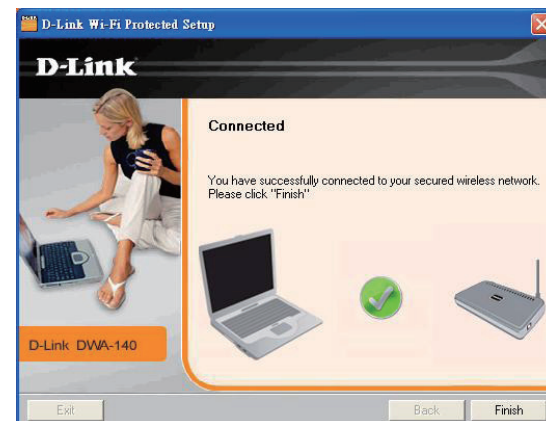 D-Link Wi-Fi Protected Setup
D-Link
Connected
You have successfully connected to your secured wireless network.
Please click "Finish"
D-Link DWA-140
Exit
Back
Finish